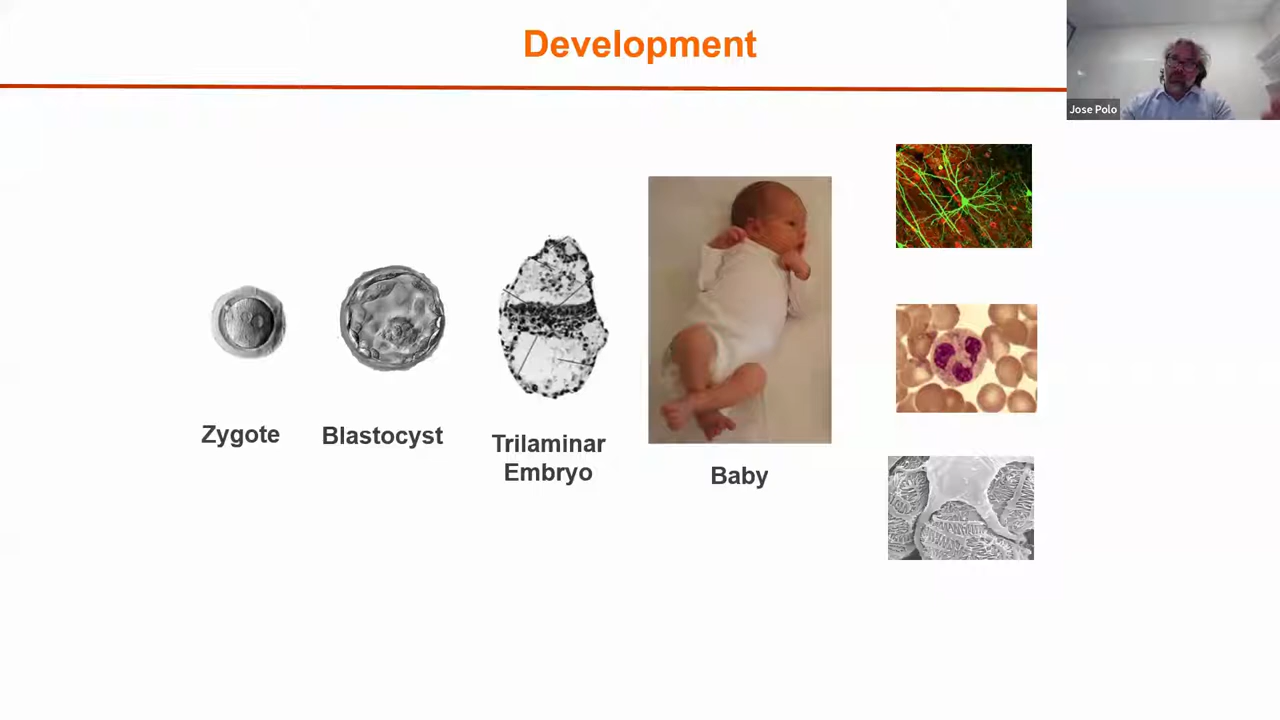 Development
Jose Polo
Zygote
Blastocyst
Trilaminar
Embryo
Baby